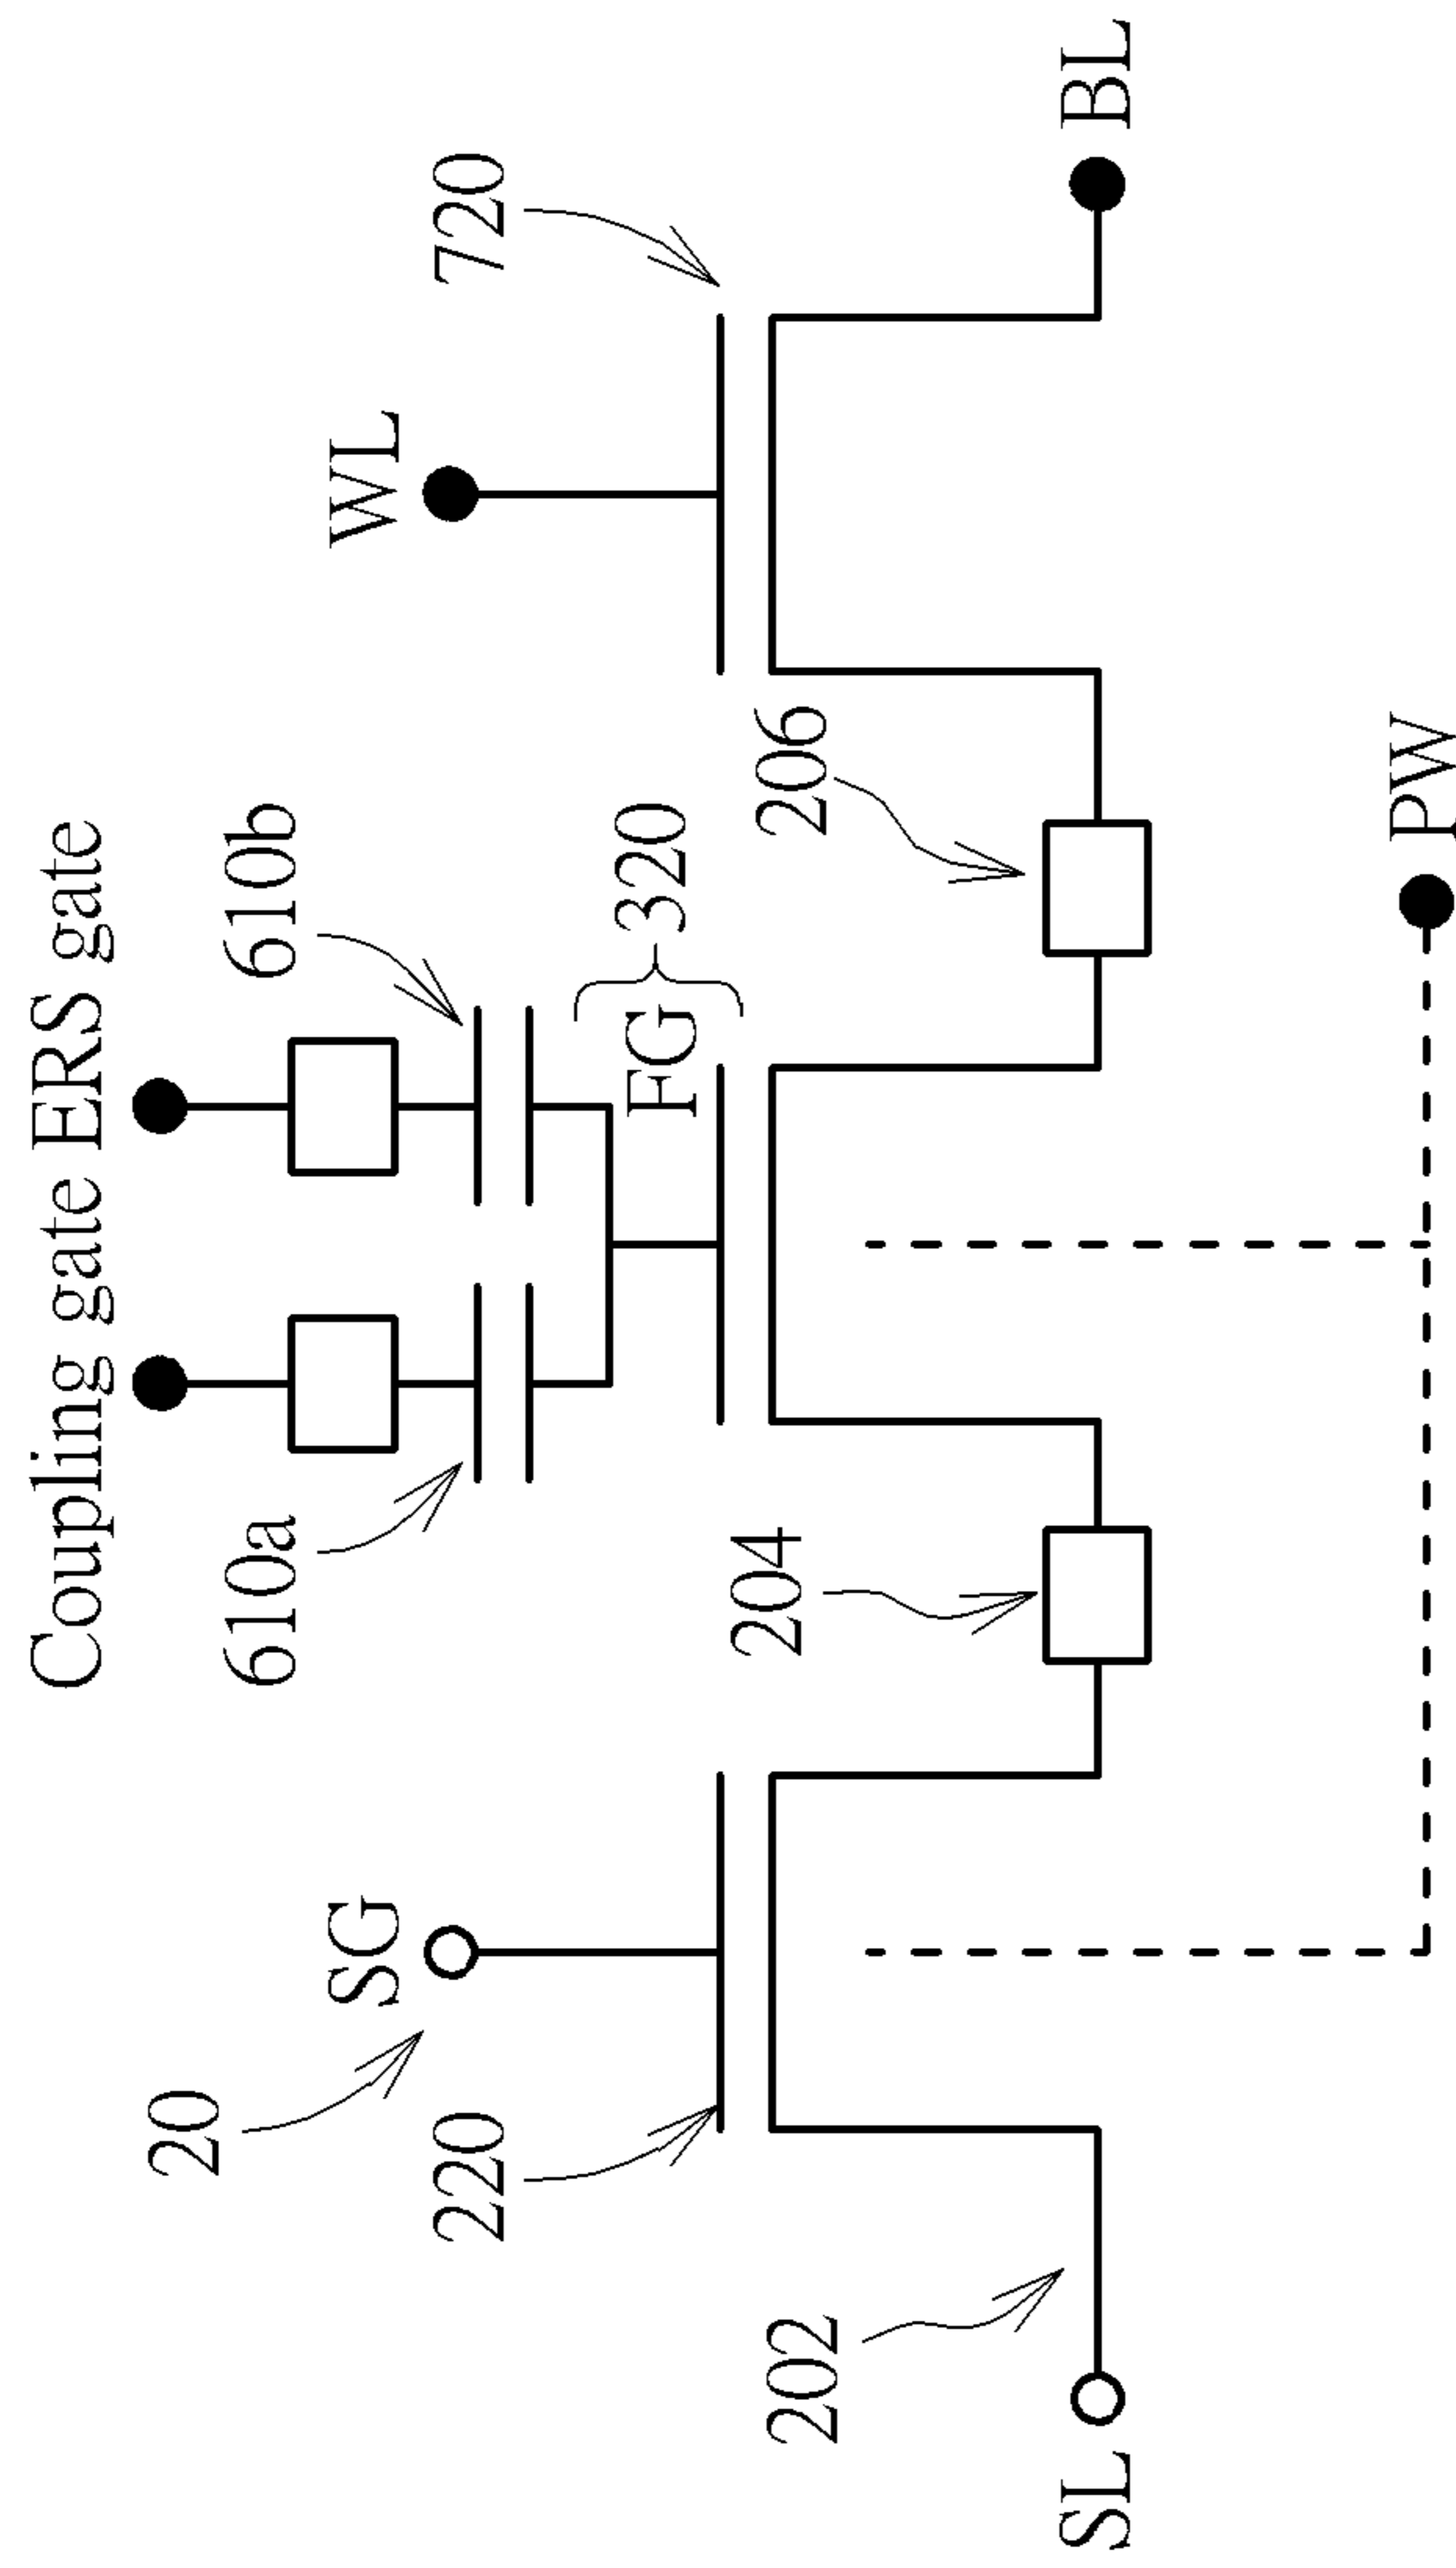 Coupling gate ERS gate
610a
610b
20
SG
WL
220
FG
320
720
204
206
202
SL
BL
PW